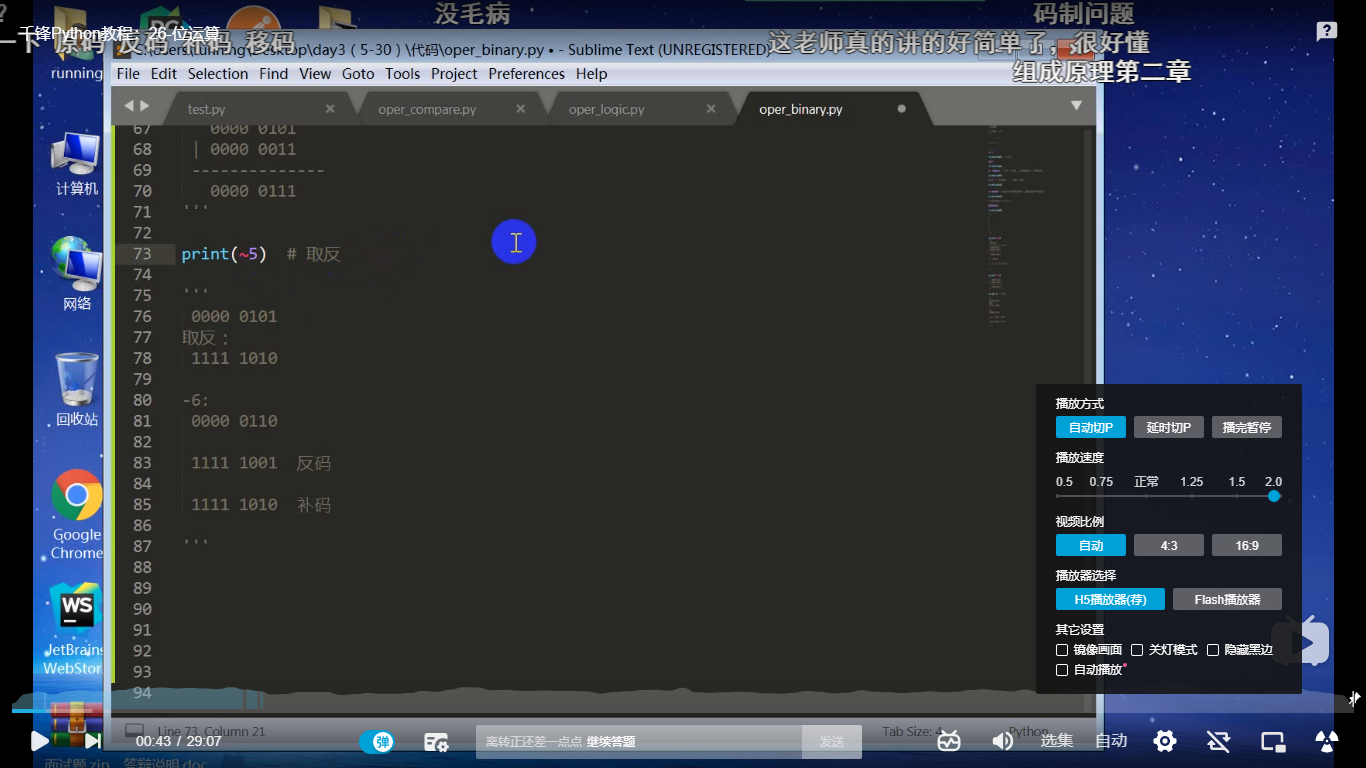 没毛病
码制问题
千锋Python教程：26-位运算
一下 原码 反码 补码 移码
这老师真的讲的好简单了，很好懂
组成原理第二章
day3 ( 5-30 ) \代码\oper_binary.py • - Sublime Text (UNREGISTERED)
running
File Edit Selection Find View Goto Tools Project Preferences Help
test.py × oper_compare.py × oper_logic.py × oper_binary.py
67 0000 0101
68 | 0000 0011
69 --------------
70 0000 0111
71 '''
72
73 print(~5) # 取反
74
75 '''
76 0000 0101
77 取反：
78 1111 1010
79
80 -6:
81 0000 0110
82
83 1111 1001 反码
84
85 1111 1010 补码
86
87 '''
88
89
90
91
92
93
94
计算机
网络
回收站
Google
Chrome
WS
JetBrains
WebStor
播放方式
自动切P 延时切P 播完暂停
播放速度
0.5 0.75 正常 1.25 1.5 2.0
视频比例
自动 4:3 16:9
播放器选择
H5播放器(荐) Flash播放器
其它设置
镜像画面 关灯模式 隐藏黑边
自动播放
Line 73, Column 21
Tab Size: 4
Python
00:43 / 29:07
弹
离转正还差一点点 继续答题
发送
选集
自动
面试题.zip 答辩说明.doc